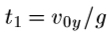 t₁ = v₀ᵧ/g